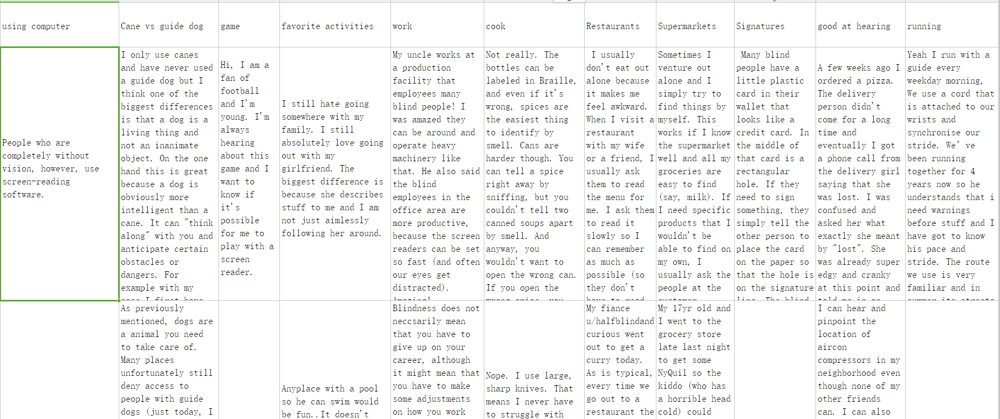 using computer
Cane vs guide dog
game
favorite activities
work
cook
Restaurants
Supermarkets
Signatures
good at hearing
running
People who are
completely without
vision, however, use
screen-reading
software.
I only use canes
and have never used
a guide dog but I
think one of the
biggest differences
is that a dog is a
living thing and
not an inanimate
object. On the one
hand this is great
because a dog is
obviously more
intelligent than a
cane. It can "think
along" with you and
anticipate certain
obstacles or
dangers. For
example with my
cane I first have
Hi, I am a
fan of
football
and I'm
young. I'm
always
hearing
about this
game and I
want to
know if
it's
possible
for me to
play with a
screen
reader.
I still hate going
somewhere with my
family. I still
absolutely love going
out with my
girlfriend. The
biggest difference is
because she describes
stuff to me and I am
not just aimlessly
following her around.
My uncle works at
a production
facility that
employees many
blind people! I
was amazed they
can be around and
operate heavy
machinery like
that. He also said
the blind
employees in the
office area are
more productive,
because the screen
readers can be set
so fast (and often
our eyes get
distracted).
Amazing!
Not really. The
bottles can be
labeled in Braille,
and even if it's
wrong, spices are
the easiest thing
to identify by
smell. Cans are
harder though. You
can tell a spice
right away by
sniffing, but you
couldn't tell two
canned soups apart
by smell. And
anyway, you
wouldn't want to
open the wrong can.
If you open the
wrong spice, you
I usually
don't eat out
alone because
it makes me
feel awkward.
When I visit a
restaurant
with my wife
or a friend, I
usually ask
them to read
the menu for
me. I ask them
to read it
slowly so I
can remember
as much as
possible (so
they don't
have to read
Sometimes I
venture out
alone and I
simply try to
find things by
myself. This
works if I know
the supermarket
well and all my
groceries are
easy to find
(say, milk). If
I need specific
products that I
wouldn't be
able to find on
my own, I
usually ask the
people at the
customer
Many blind
people have a
little plastic
card in their
wallet that
looks like a
credit card. In
the middle of
that card is a
rectangular
hole. If they
need to sign
something, they
simply tell the
other person to
place the card
on the paper so
that the hole is
on the signature
line. The blind
A few weeks ago I
ordered a pizza.
The delivery
person didn't
come for a long
time and
eventually I got
a phone call from
the delivery girl
saying that she
was lost. I was
confused and
asked her what
exactly she meant
by "lost". She
was already super
edgy and cranky
at this point and
told me in an
Yeah I run with a
guide every
weekday morning,
We use a cord that
is attached to our
wrists and
synchronise our
stride. We've
been running
together for 4
years now so he
understands that i
need warnings
before stuff and I
have got to know
his pace and
stride. The route
we use is very
familiar and in
summer its streets
As previously
mentioned, dogs are
a animal you need
to take care of.
Many places
unfortunately still
deny access to
people with guide
dogs (just today, I
Anyplace with a pool
so he can swim would
be fun..It doesn't
Blindness does not
neccsarily mean
that you have to
give up on your
career, although
it might mean that
you have to make
some adjustments
on how you work
Nope. I use large,
sharp knives. That
means I never have
to struggle with
My fiance
u/halfblindand
curious went
out to get a
curry today.
As is typical,
every time we
go out to a
restaurant the
My 17yr old and
I went to the
grocery store
late last night
to get some
NyQuil so the
kiddo (who has
a horrible head
cold) could
I can hear and
pinpoint the
location of
aircon
compressors in my
neighborhood even
though none of my
other friends
can. I can also